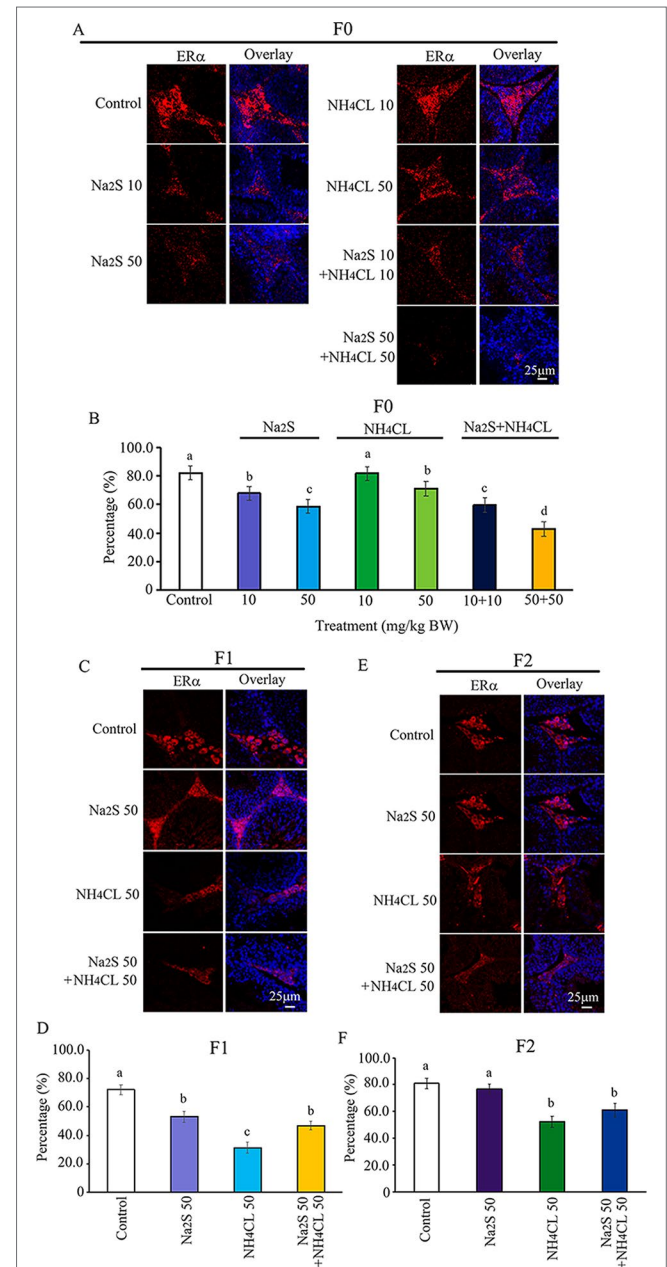 A
F0
ERα Overlay ERα Overlay
Control
NH4CL 10
Na2S 10
NH4CL 50
Na2S 50
Na2S 10
+NH4CL 10
Na2S 50
+NH4CL 50
25μm
B
F0
Na2S NH4CL Na2S+NH4CL
Percentage (%)
100.0
80.0
60.0
40.0
20.0
0.0
a
b
c
a
b
c
d
Control 10 50 10 50 10+10 50+50
Treatment (mg/kg BW)
C
F1
ERα Overlay
Control
Na2S 50
NH4CL 50
Na2S 50
+NH4CL 50
25μm
E
F2
ERα Overlay
Control
Na2S 50
NH4CL 50
Na2S 50
+NH4CL 50
25μm
D
F1
Percentage (%)
100.0
80.0
60.0
40.0
20.0
0.0
a
b
c
b
Control
Na2S 50
NH4CL 50
Na2S 50
+NH4CL 50
F
F2
Percentage (%)
100.0
80.0
60.0
40.0
20.0
0.0
a
a
b
b
Control
Na2S 50
NH4CL 50
Na2S 50
+NH4CL 50